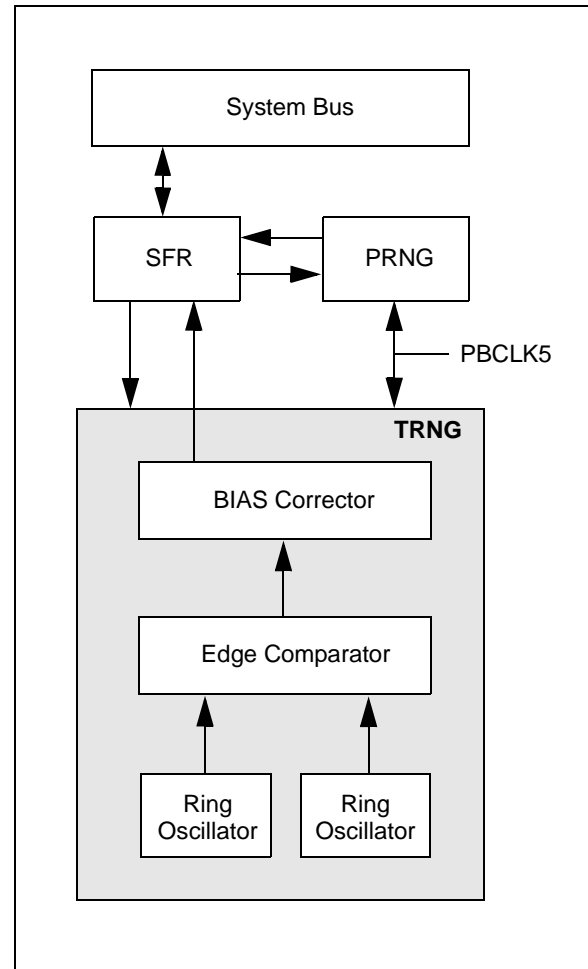 System Bus
SFR
PRNG
PBCLK5
TRNG
BIAS Corrector
Edge Comparator
Ring
Oscillator
Ring
Oscillator